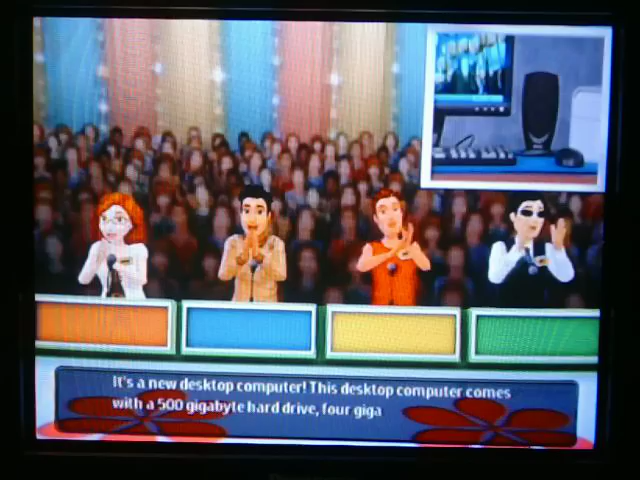 It's a new desktop computer! This desktop computer comes
with a 500 gigabyte hard drive, four giga